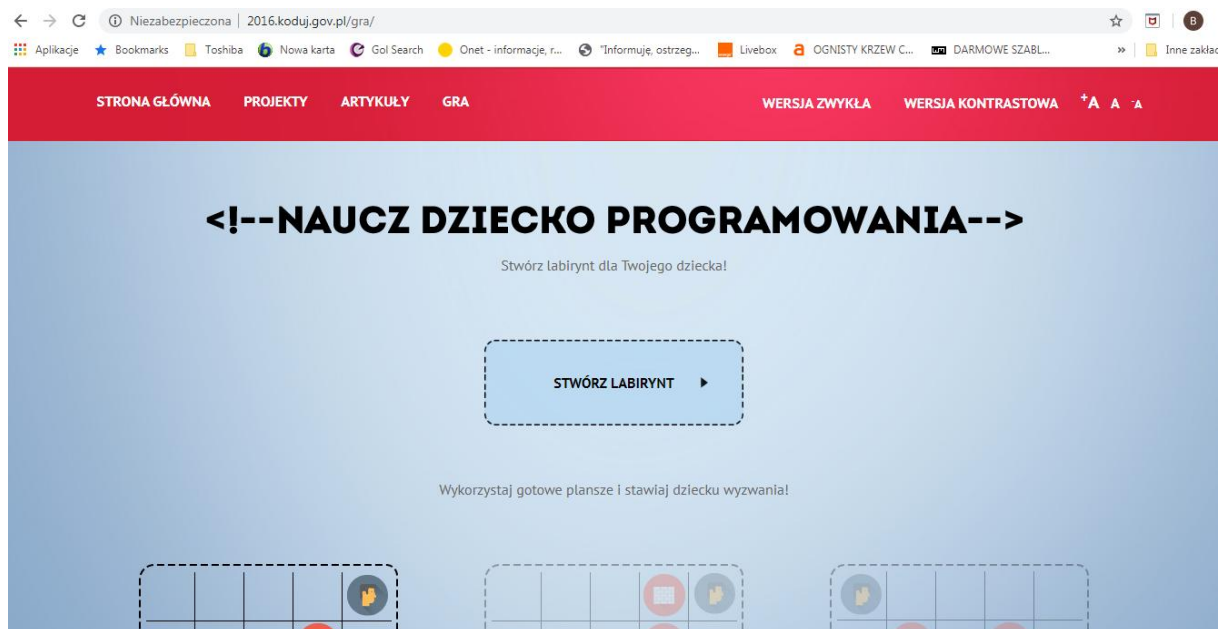 Niezabezpieczona | 2016.koduj.gov.pl/gra/ B
Aplikacje Bookmarks Toshiba Nowa karta Gol Search Onet - informacje, r... "Informuję, ostrzeg... Livebox OGNISTY KRZEW C... DARMOWE SZABL... » Inne zakład
STRONA GŁÓWNA PROJEKTY ARTYKUŁY GRA WERSJA ZWYKŁA WERSJA KONTRASTOWA +A A -A
<!--NAUCZ DZIECKO PROGRAMOWANIA-->
Stwórz labirynt dla Twojego dziecka!
STWÓRZ LABIRYNT
Wykorzystaj gotowe plansze i stawiaj dziecku wyzwania!